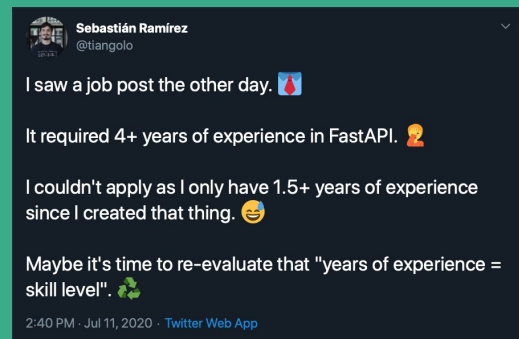 Sebastián Ramírez
@tiangolo
I saw a job post the other day. 👔
It required 4+ years of experience in FastAPI. 🤦
I couldn't apply as I only have 1.5+ years of experience
since I created that thing. 😅
Maybe it's time to re-evaluate that "years of experience =
skill level". ♻️
2:40 PM · Jul 11, 2020 · Twitter Web App